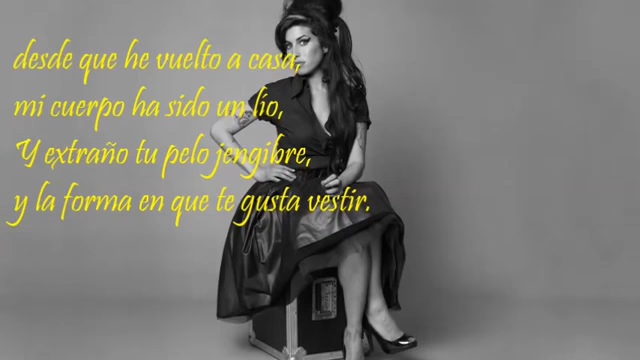 desde que he vuelto a casa,
mi cuerpo ha sido un lío,
Y extraño tu pelo jengibre,
y la forma en que te gusta vestir.